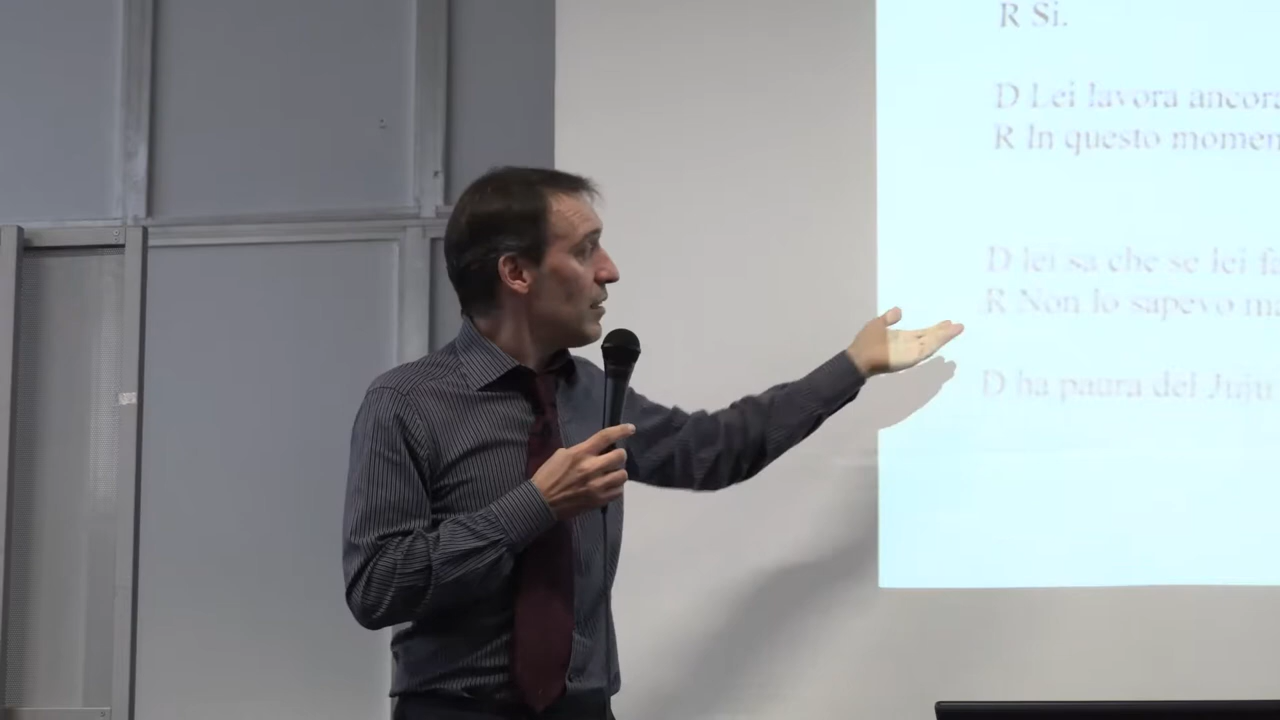 R Si.
D Lei lavora ancora
R In questo momen
D lei sa che se lei fa
R Non lo sapevo ma
D ha paura del Juju